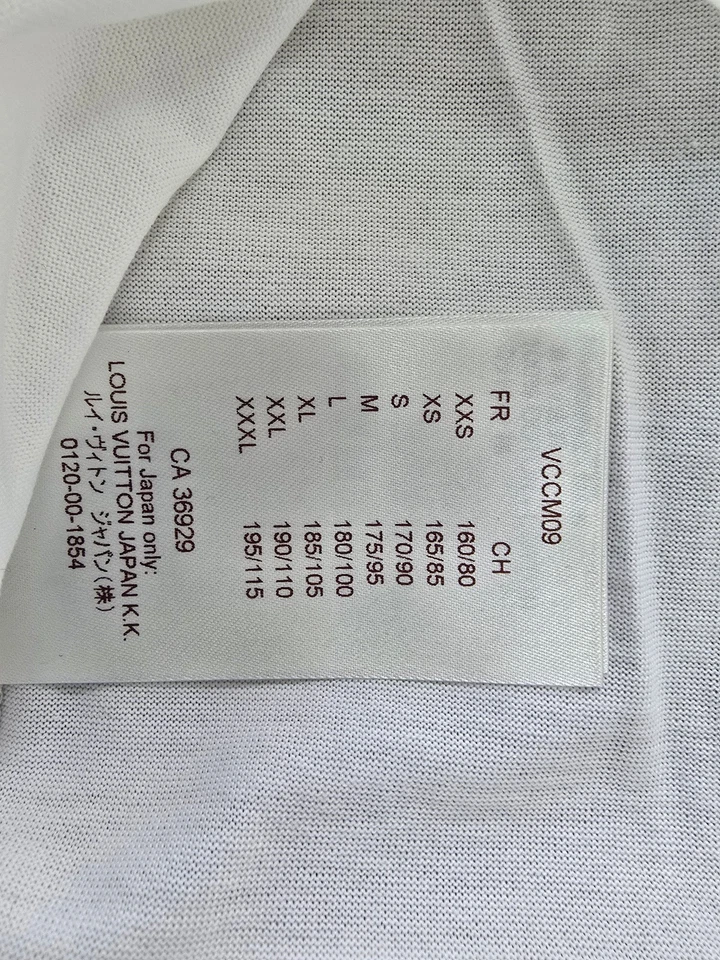 VCCM09
FR CH
XXS 160/80
XS 165/85
S 170/90
M 175/95
L 180/100
XL 185/105
XXL 190/110
XXXL 195/115
CA 36929
For Japan only:
LOUIS VUITTON JAPAN K.K.
ルイ・ヴィトン ジャパン(株)
0120-00-1854